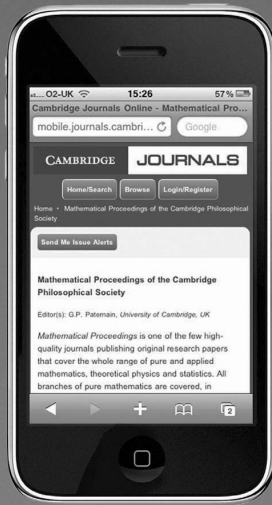 O2-UK 15:26 57%
Cambridge Journals Online - Mathematical Pro...
mobile.journals.cambri... Google
CAMBRIDGE JOURNALS
Home/Search Browse Login/Register
Home • Mathematical Proceedings of the Cambridge Philosophical
Society
Send Me Issue Alerts
Mathematical Proceedings of the Cambridge
Philosophical Society
Editor(s): G.P. Paternain, University of Cambridge, UK
Mathematical Proceedings is one of the few high-
quality journals publishing original research papers
that cover the whole range of pure and applied
mathematics, theoretical physics and statistics. All
branches of pure mathematics are covered, in
2